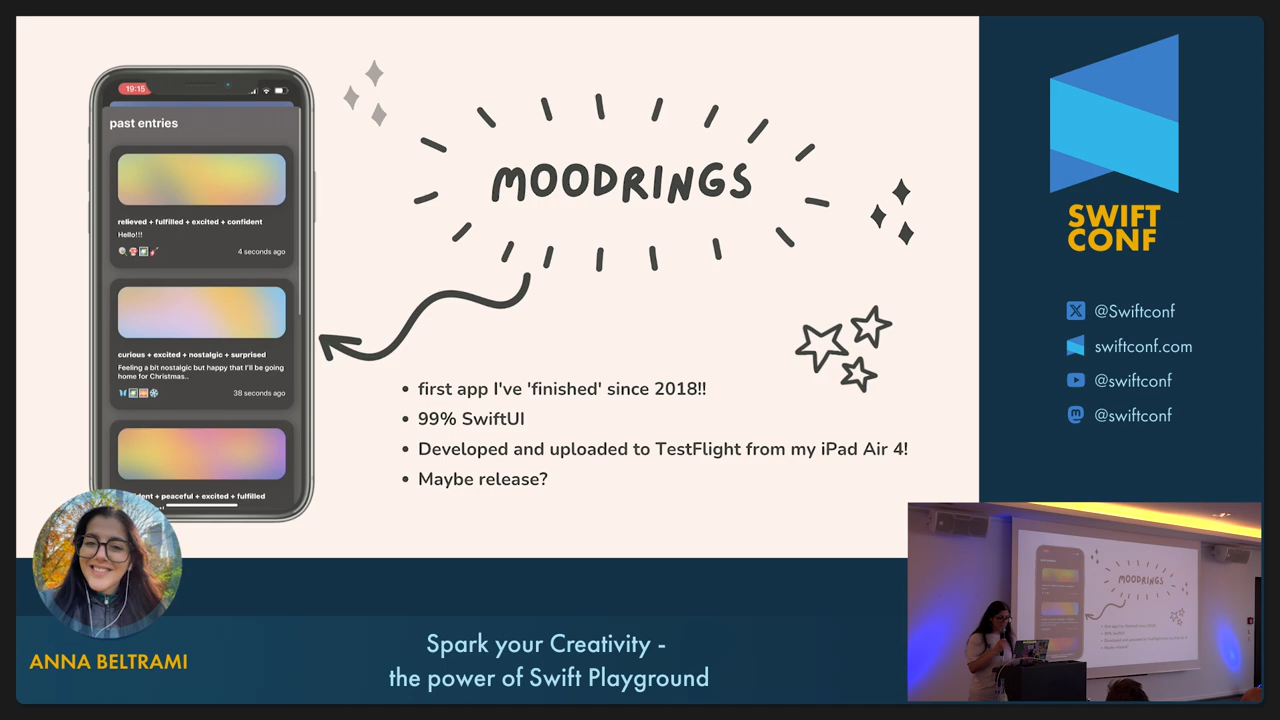 19:15
past entries
relieved + fulfilled + excited + confident
Hello!!!
4 seconds ago
curious + excited + nostalgic + surprised
Feeling a bit nostalgic but happy that I'll be going
home for Christmas..
38 seconds ago
+ peaceful + excited + fulfilled
MOODRINGS
• first app I've 'finished' since 2018!!
• 99% SwiftUI
• Developed and uploaded to TestFlight from my iPad Air 4!
• Maybe release?
SWIFT
CONF
@Swiftconf
swiftconf.com
@swiftconf
@swiftconf
ANNA BELTRAMI
Spark your Creativity -
the power of Swift Playground
MOODRINGS